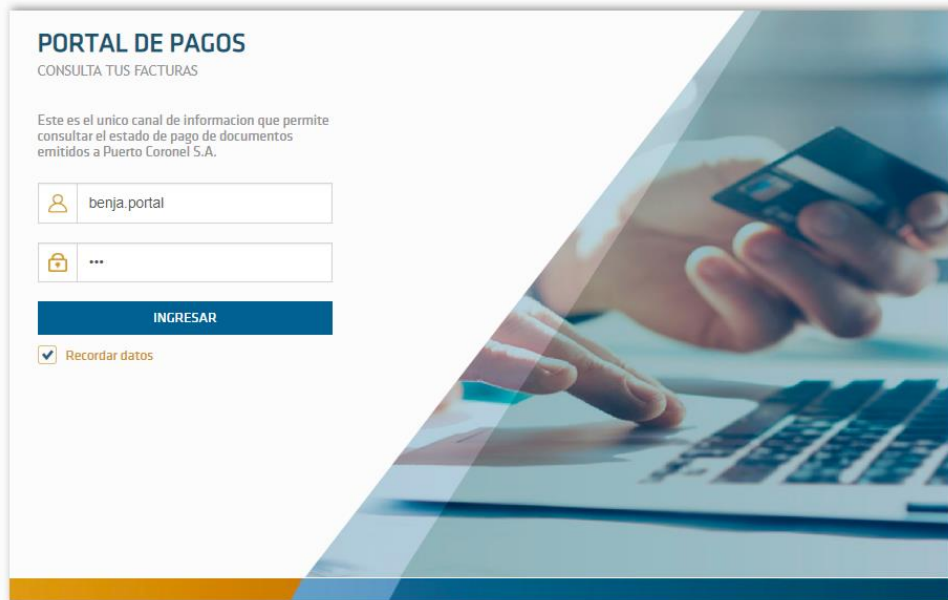 PORTAL DE PAGOS
CONSULTA TUS FACTURAS
Este es el unico canal de informacion que permite
consultar el estado de pago de documentos
emitidos a Puerto Coronel S.A.
benja.portal
•••
INGRESAR
Recordar datos